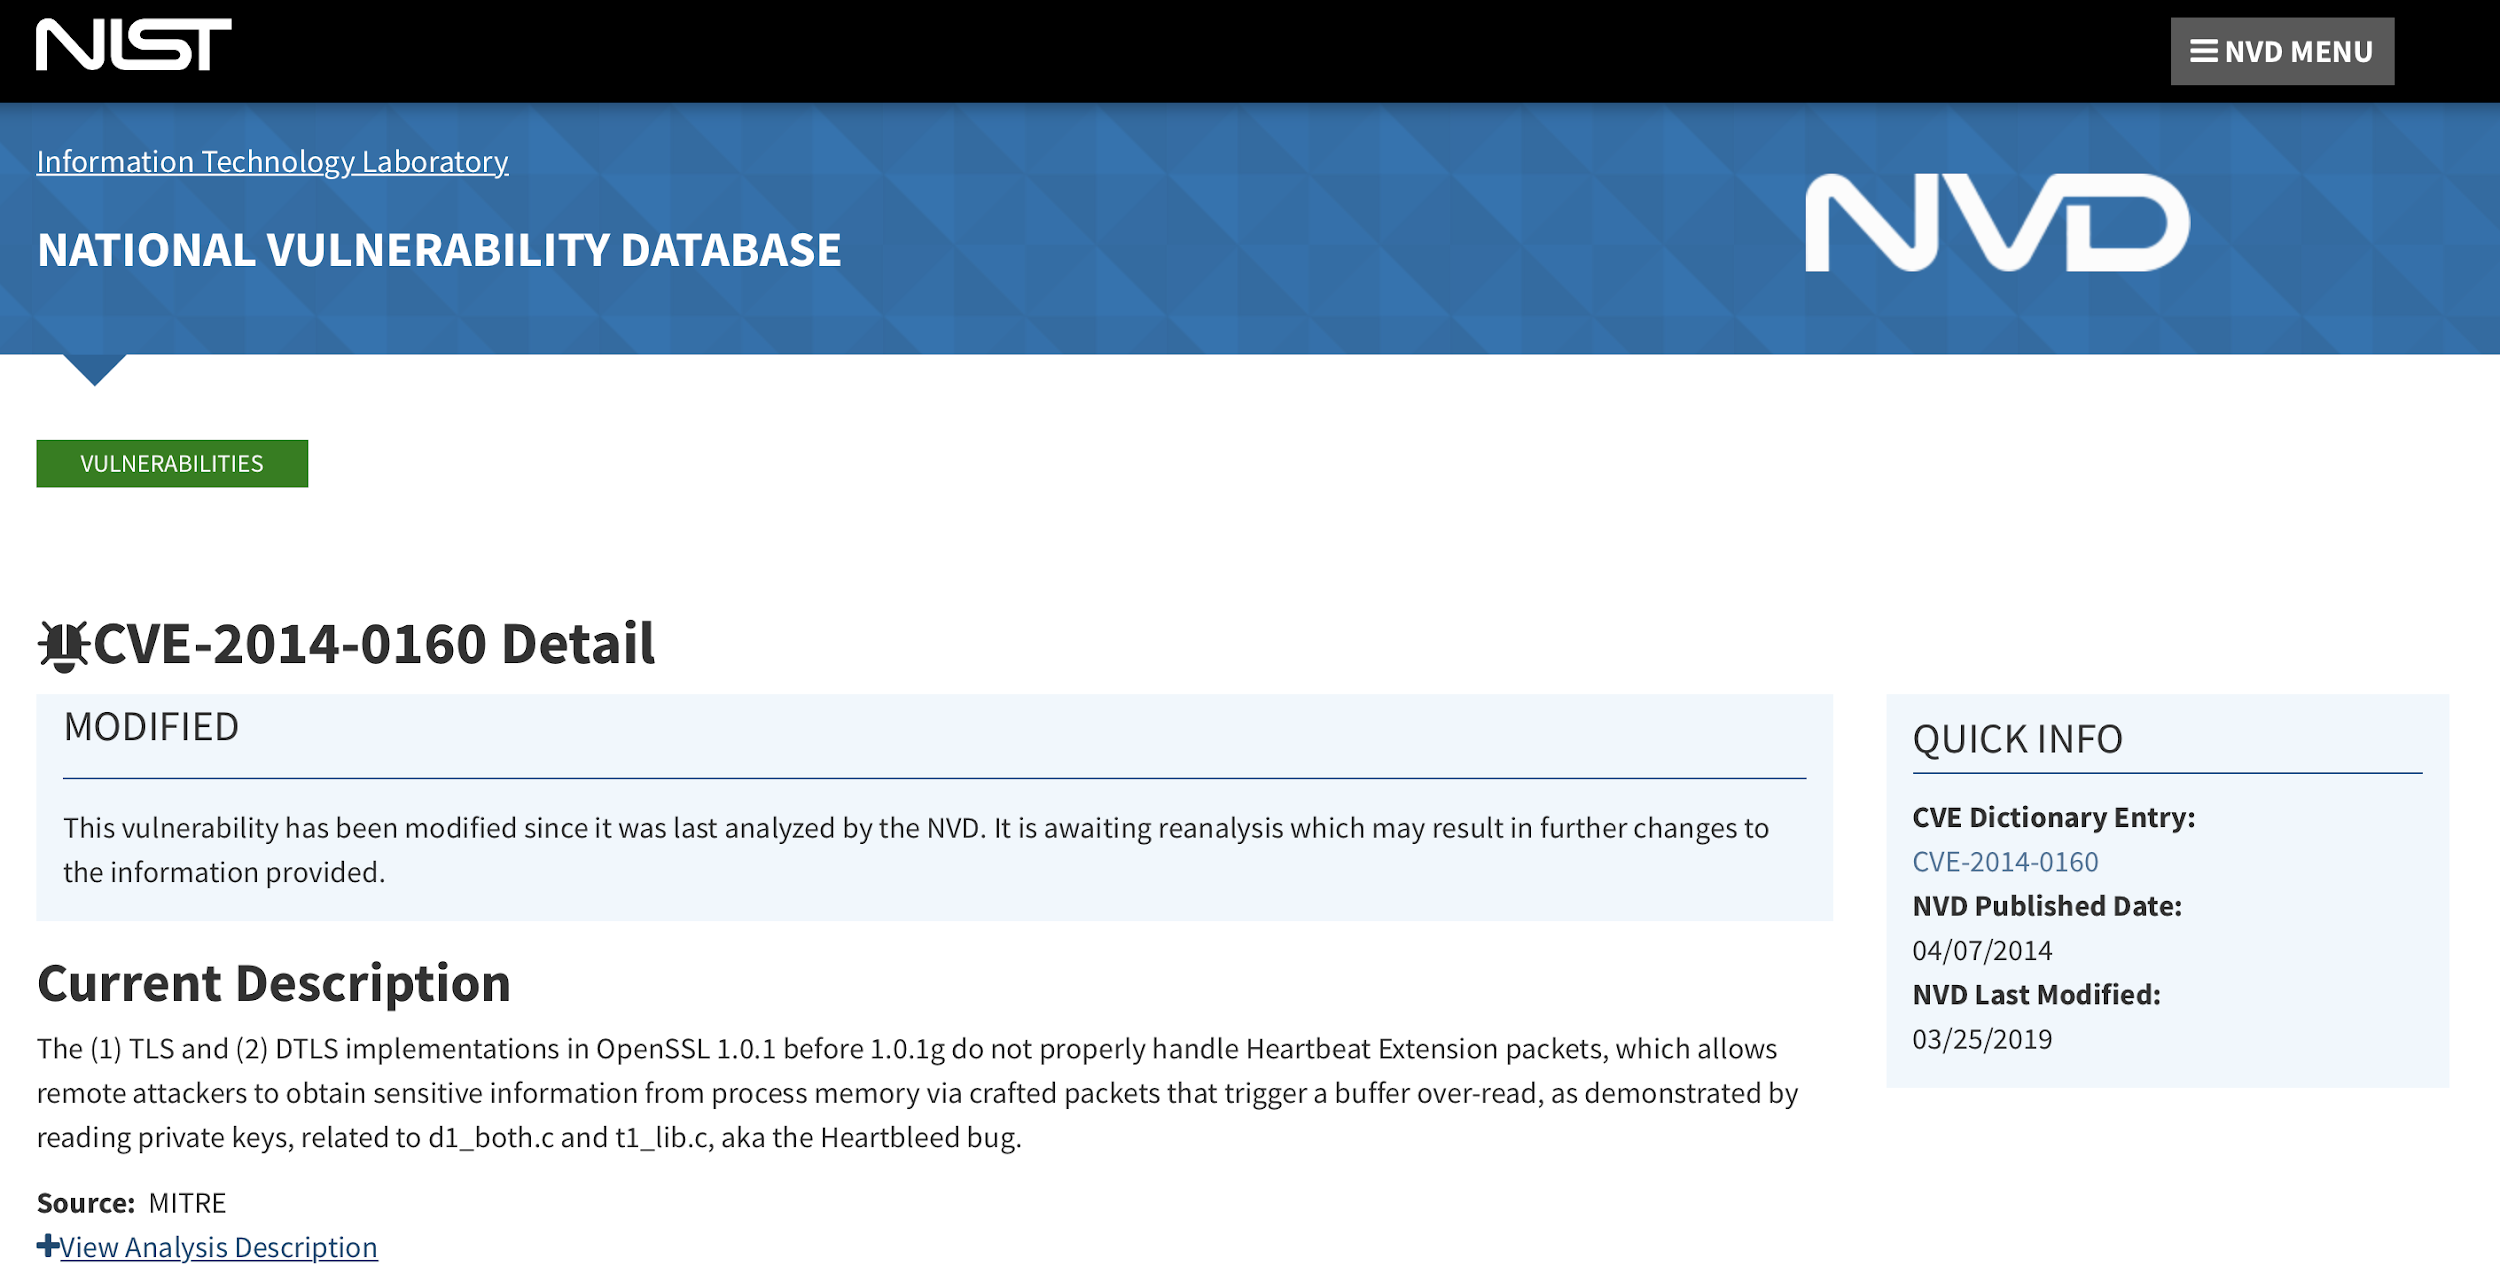 NIST
NVD MENU
Information Technology Laboratory
NATIONAL VULNERABILITY DATABASE
NVD
VULNERABILITIES
CVE-2014-0160 Detail
MODIFIED
This vulnerability has been modified since it was last analyzed by the NVD. It is awaiting reanalysis which may result in further changes to
the information provided.
Current Description
The (1) TLS and (2) DTLS implementations in OpenSSL 1.0.1 before 1.0.1g do not properly handle Heartbeat Extension packets, which allows
remote attackers to obtain sensitive information from process memory via crafted packets that trigger a buffer over-read, as demonstrated by
reading private keys, related to d1_both.c and t1_lib.c, aka the Heartbleed bug.
Source: MITRE
View Analysis Description
QUICK INFO
CVE Dictionary Entry:
CVE-2014-0160
NVD Published Date:
04/07/2014
NVD Last Modified:
03/25/2019